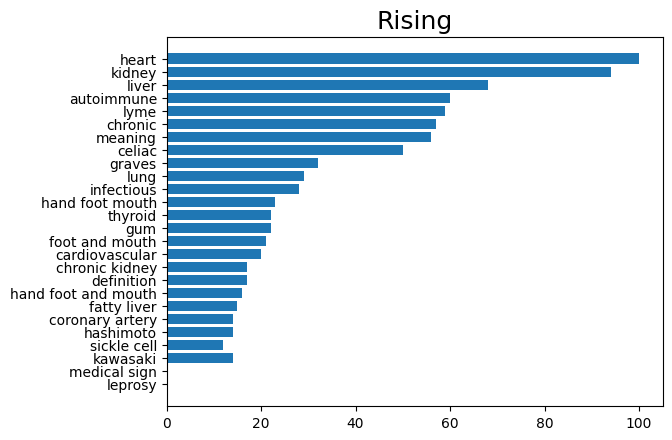 Rising
heart
kidney
liver
autoimmune
lyme
chronic
meaning
celiac
graves
lung
infectious
hand foot mouth
thyroid
gum
foot and mouth
cardiovascular
chronic kidney
definition
hand foot and mouth
fatty liver
coronary artery
hashimoto
sickle cell
kawasaki
medical sign
leprosy
0 20 40 60 80 100